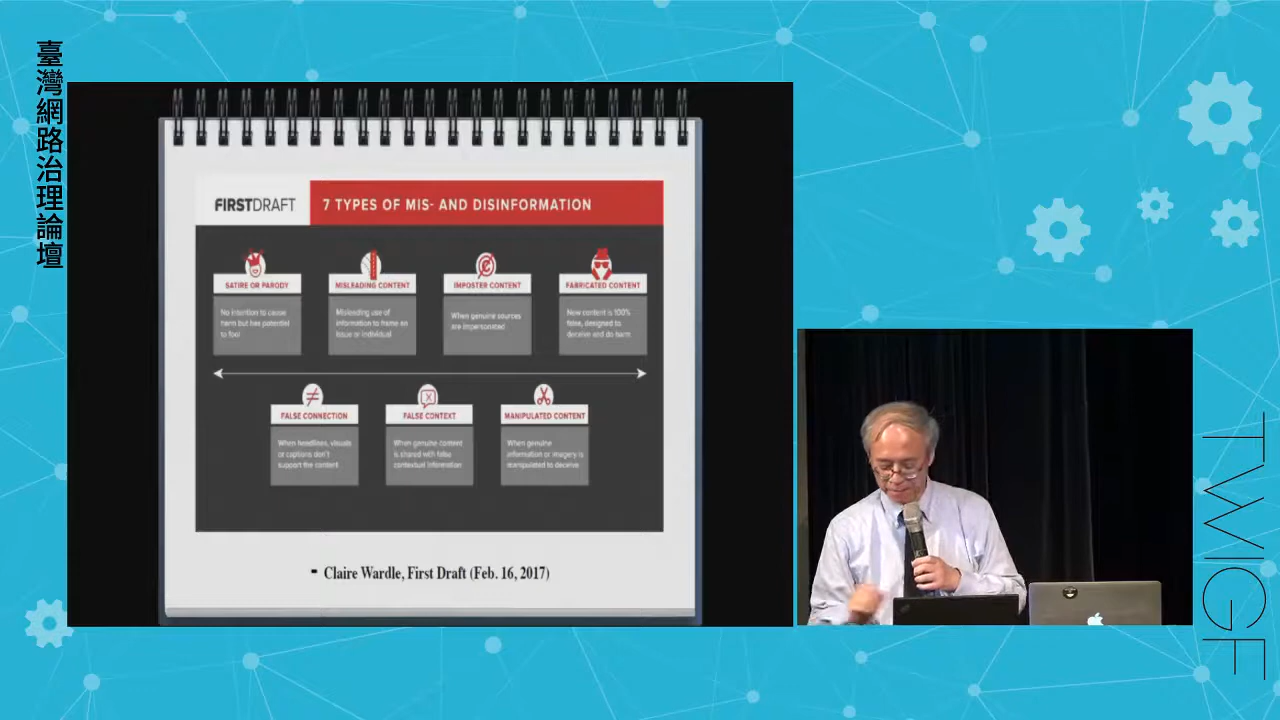 臺灣網路治理論壇
FIRSTDRAFT
7 TYPES OF MIS- AND DISINFORMATION
SATIRE OR PARODY
No intention to cause
harm but has potential
to fool
MISLEADING CONTENT
Misleading use of
information to frame an
issue or individual
IMPOSTER CONTENT
When genuine sources
are impersonated
FABRICATED CONTENT
New content is 100%
false, designed to
deceive and do harm
FALSE CONNECTION
When headlines, visuals
or captions don't
support the content
FALSE CONTEXT
When genuine content
is shared with false
contextual information
MANIPULATED CONTENT
When genuine
information or imagery is
manipulated to deceive
- Claire Wardle, First Draft (Feb. 16, 2017)
TWIGF